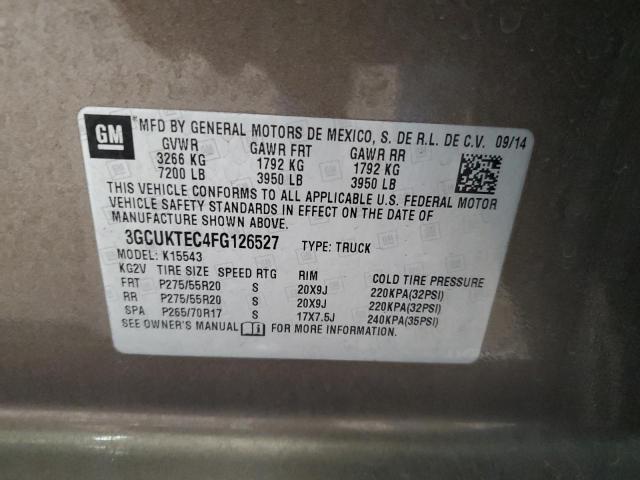 GM
*MFD BY GENERAL MOTORS DE MEXICO, S. DE R.L. DE C.V. 09/14
GVWR GAWR FRT GAWR RR
3266 KG 1792 KG 1792 KG
7200 LB 3950 LB 3950 LB
THIS VEHICLE CONFORMS TO ALL APPLICABLE U.S. FEDERAL MOTOR
VEHICLE SAFETY STANDARDS IN EFFECT ON THE DATE OF
MANUFACTURE SHOWN ABOVE.
3GCUKTEC4FG126527 TYPE: TRUCK
MODEL: K15543
KG2V TIRE SIZE SPEED RTG RIM COLD TIRE PRESSURE
FRT P275/55R20 S 20X9J 220KPA(32PSI)
RR P275/55R20 S 20X9J 220KPA(32PSI)
SPA P265/70R17 S 17X7.5J 240KPA(35PSI)
SEE OWNER'S MANUAL FOR MORE INFORMATION.